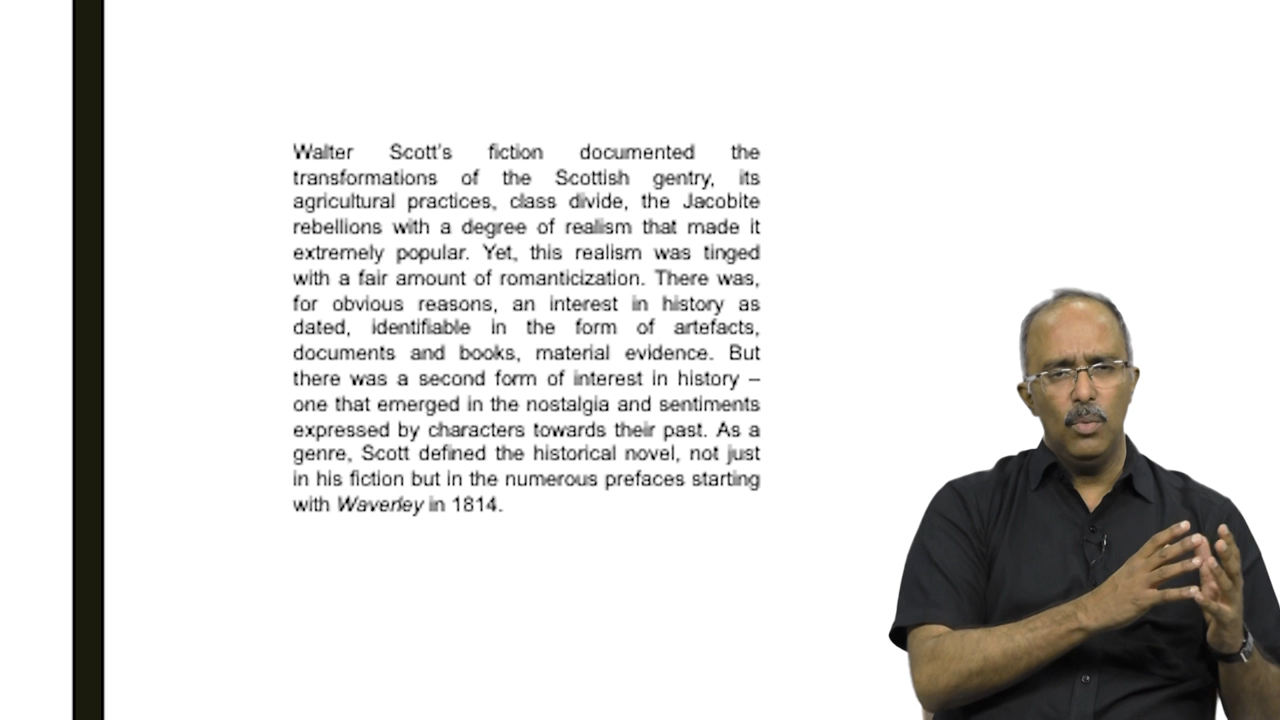 Walter Scott's fiction documented the
transformations of the Scottish gentry, its
agricultural practices, class divide, the Jacobite
rebellions with a degree of realism that made it
extremely popular. Yet, this realism was tinged
with a fair amount of romanticization. There was,
for obvious reasons, an interest in history as
dated, identifiable in the form of artefacts,
documents and books, material evidence. But
there was a second form of interest in history –
one that emerged in the nostalgia and sentiments
expressed by characters towards their past. As a
genre, Scott defined the historical novel, not just
in his fiction but in the numerous prefaces starting
with Waverley in 1814.